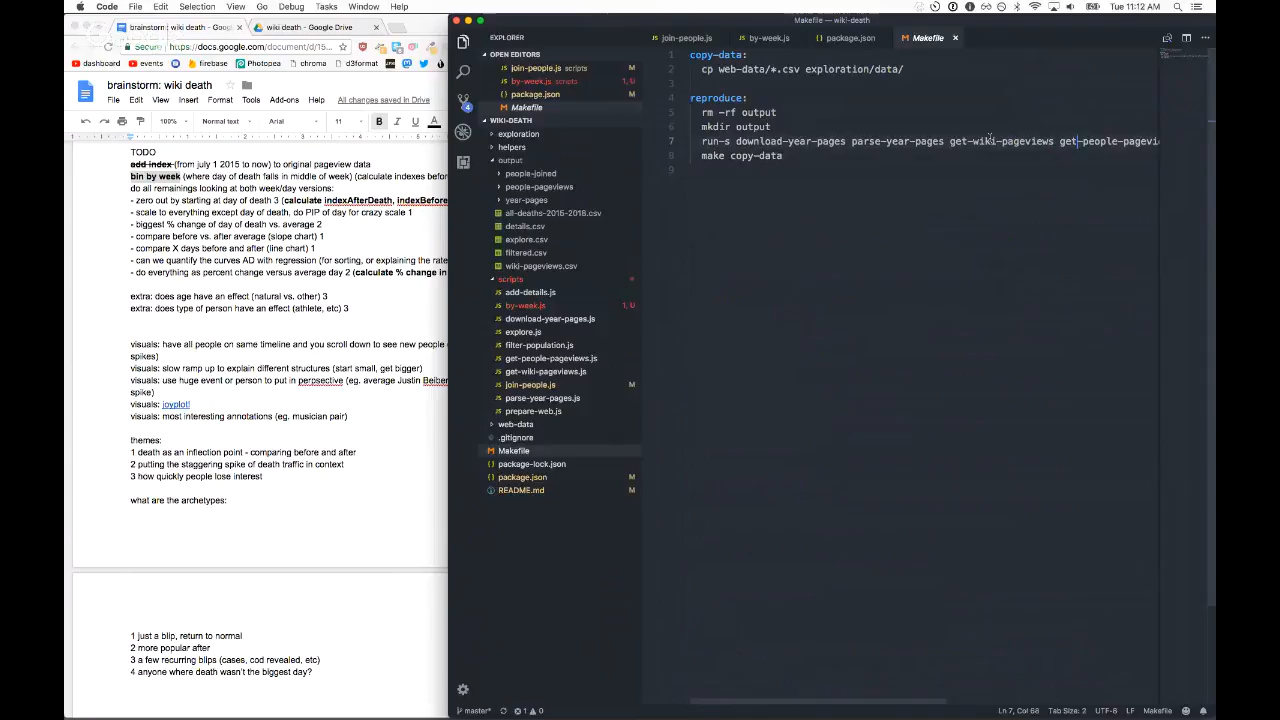 Code File Edit Selection View Go Debug Tasks Window Help
Tue 11:12 AM
brainstorm: wiki death - Goog
wiki death - Google Drive
Secure https://docs.google.com/document/d/15...
dashboard events firebase Photopea chroma d3format
brainstorm: wiki death
File Edit View Insert Format Tools Add-ons Help All changes saved in Drive
100% Normal text Arial 11 B I U A
TODO
add index (from july 1 2015 to now) to original pageview data
bin by week (where day of death falls in middle of week) (calculate indexes before
do all remainings looking at both week/day versions:
- zero out by starting at day of death 3 (calculate indexAfterDeath, indexBefore
- scale to everything except day of death, do PIP of day for crazy scale 1
- biggest % change of day of death vs. average 2
- compare before vs. after average (slope chart) 1
- compare X days before and after (line chart) 1
- can we quantify the curves AD with regression (for sorting, or explaining the rate
- do everything as percent change versus average day 2 (calculate % change in
extra: does age have an effect (natural vs. other) 3
extra: does type of person have an effect (athlete, etc) 3
visuals: have all people on same timeline and you scroll down to see new people
spikes)
visuals: slow ramp up to explain different structures (start small, get bigger)
visuals: use huge event or person to put in perpsective (eg. average Justin Beiber
spike)
visuals: joyplot!
visuals: most interesting annotations (eg. musician pair)
themes:
1 death as an inflection point - comparing before and after
2 putting the staggering spike of death traffic in context
3 how quickly people lose interest
what are the archetypes:
1 just a blip, return to normal
2 more popular after
3 a few recurring blips (cases, cod revealed, etc)
4 anyone where death wasn't the biggest day?
Makefile — wiki-death
EXPLORER
OPEN EDITORS
join-people.js scripts
by-week.js scripts 1, U
package.json M
Makefile
WIKI-DEATH
exploration
helpers
output
people-joined
people-pageviews
year-pages
all-deaths-2015-2018.csv
details.csv
explore.csv
filtered.csv
wiki-pageviews.csv
scripts
add-details.js
by-week.js 1, U
download-year-pages.js
explore.js
filter-population.js
get-people-pageviews.js
get-wiki-pageviews.js
join-people.js M
parse-year-pages.js
prepare-web.js
web-data
.gitignore
Makefile
package-lock.json
package.json M
README.md M
join-people.js by-week.js package.json Makefile
1 copy-data:
2 cp web-data/*.csv exploration/data/
3
4 reproduce:
5 rm -rf output
6 mkdir output
7 run-s download-year-pages parse-year-pages get-wiki-pageviews get-people-pagevi
8 make copy-data
9
master* 1 0
Ln 7, Col 68 Tab Size: 2 UTF-8 LF Makefile